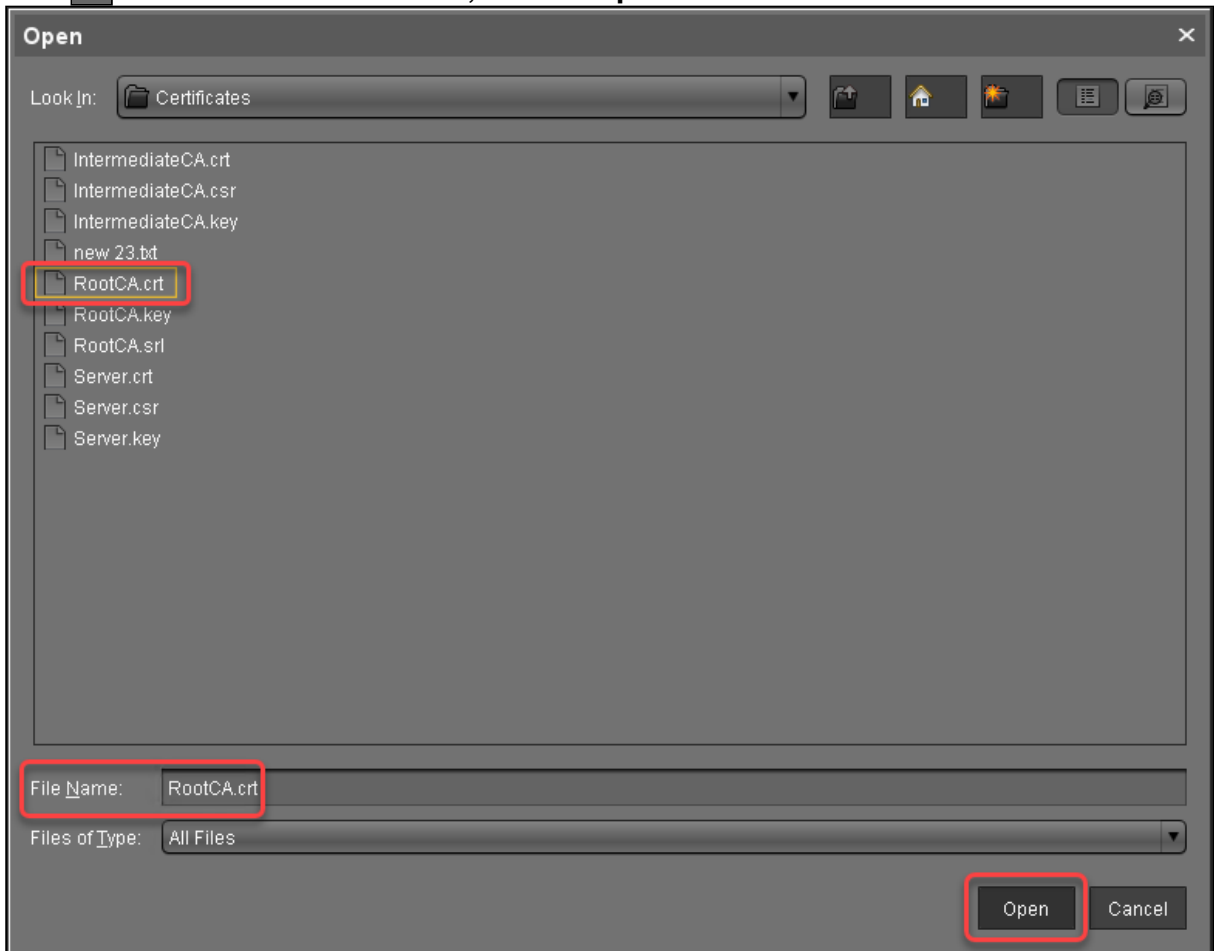 Open
Look In: Certificates
IntermediateCA.crt
IntermediateCA.csr
IntermediateCA.key
new 23.txt
RootCA.crt
RootCA.key
RootCA.srl
Server.crt
Server.csr
Server.key
File Name: RootCA.crt
Files of Type: All Files
Open Cancel